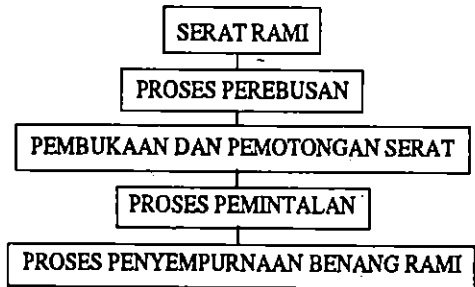 SERAT RAMI
PROSES PEREBUSAN
PEMBUKAAN DAN PEMOTONGAN SERAT
PROSES PEMINTALAN
PROSES PENYEMPURNAAN BENANG RAMI